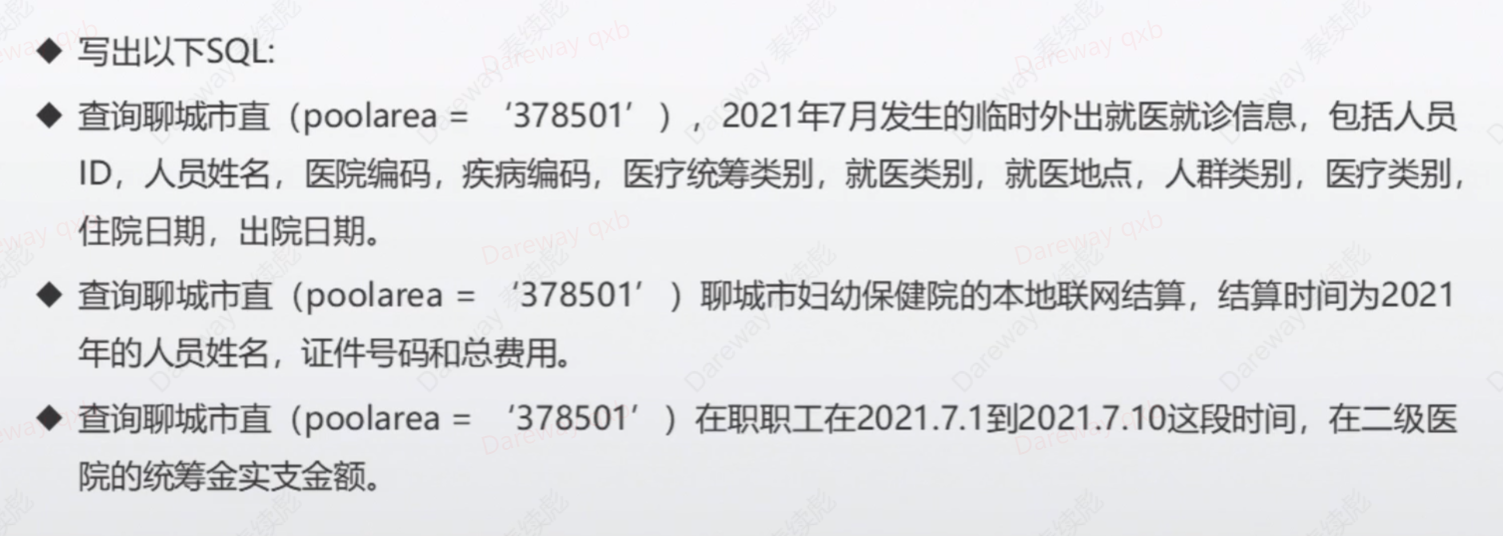 ◆ 写出以下SQL:
◆ 查询聊城市直（poolarea = ‘378501’ ），2021年7月发生的临时外出就医就诊信息，包括人员
ID，人员姓名，医院编码，疾病编码，医疗统筹类别，就医类别，就医地点，人群类别，医疗类别，
住院日期，出院日期。
◆ 查询聊城市直（poolarea = ‘378501’ ）聊城市妇幼保健院的本地联网结算，结算时间为2021
年的人员姓名，证件号码和总费用。
◆ 查询聊城市直（poolarea = ‘378501’ ）在职职工在2021.7.1到2021.7.10这段时间，在二级医
院的统筹金实支金额。
Dareway qxb
Dareway 秦续彪